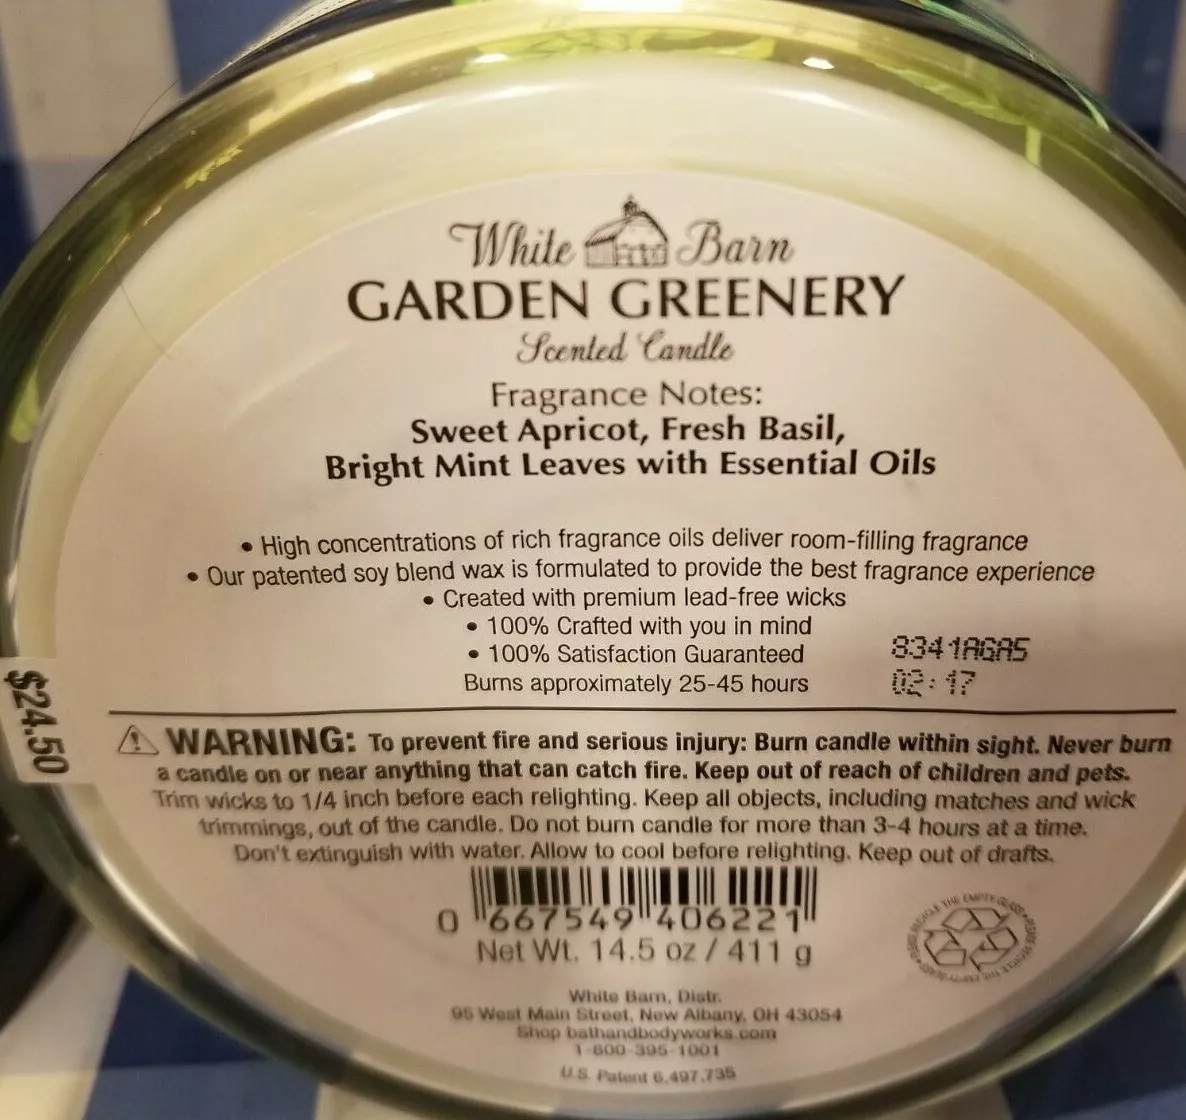 White Barn
GARDEN GREENERY
Scented Candle
Fragrance Notes:
Sweet Apricot, Fresh Basil,
Bright Mint Leaves with Essential Oils
• High concentrations of rich fragrance oils deliver room-filling fragrance
• Our patented soy blend wax is formulated to provide the best fragrance experience
• Created with premium lead-free wicks
• 100% Crafted with you in mind
• 100% Satisfaction Guaranteed
Burns approximately 25-45 hours
8341AGA5
02:17
$24.50
⚠ WARNING: To prevent fire and serious injury: Burn candle within sight. Never burn
a candle on or near anything that can catch fire. Keep out of reach of children and pets.
Trim wicks to 1/4 inch before each relighting. Keep all objects, including matches and wick
trimmings, out of the candle. Do not burn candle for more than 3-4 hours at a time.
Don't extinguish with water. Allow to cool before relighting. Keep out of drafts.
0 667549 406221
Net Wt. 14.5 oz / 411 g
PLEASE RECYCLE THE EMPTY GLASS
White Barn, Distr.
95 West Main Street, New Albany, OH 43054
Shop bathandbodyworks.com
1-800-395-1001
U.S. Patent 6,497,735